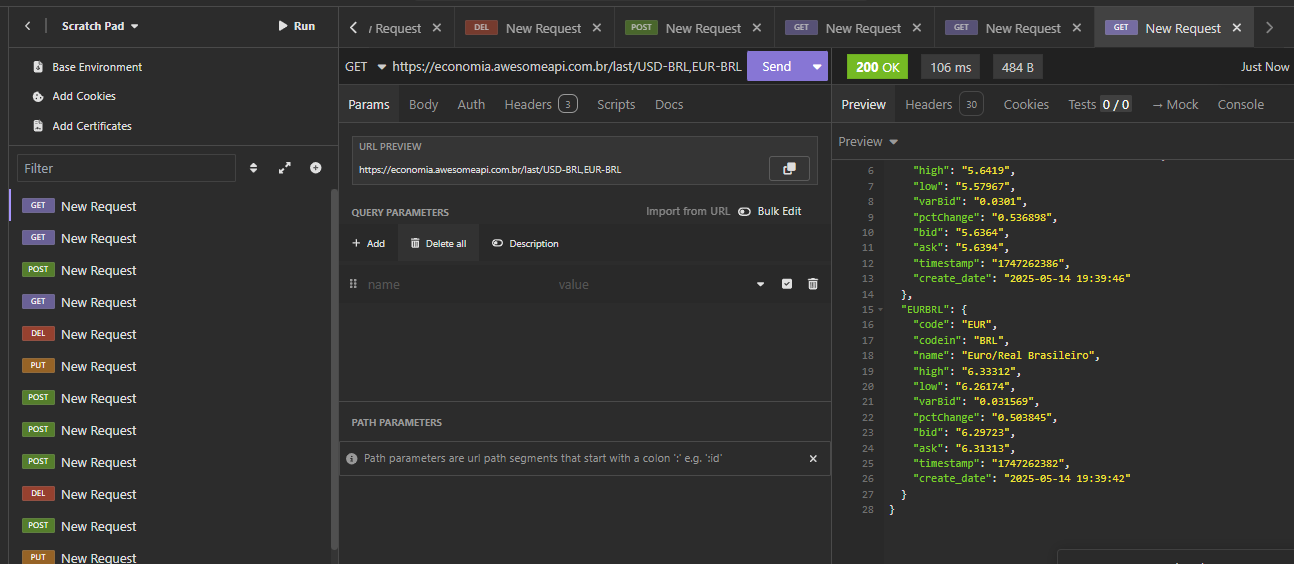 Scratch Pad
Run
Base Environment
Add Cookies
Add Certificates
Filter
GET New Request
GET New Request
POST New Request
GET New Request
DEL New Request
PUT New Request
POST New Request
POST New Request
POST New Request
DEL New Request
POST New Request
PUT New Request
New Request
DEL New Request
POST New Request
GET New Request
GET New Request
GET New Request
GET https://economia.awesomeapi.com.br/last/USD-BRL,EUR-BRL Send
Params Body Auth Headers 3 Scripts Docs
URL PREVIEW
https://economia.awesomeapi.com.br/last/USD-BRL,EUR-BRL
QUERY PARAMETERS Import from URL Bulk Edit
Add Delete all Description
name value
PATH PARAMETERS
Path parameters are url path segments that start with a colon ':' e.g. ':id'
200 OK 106 ms 484 B Just Now
Preview Headers 30 Cookies Tests 0 / 0 → Mock Console
Preview
6 "high": "5.6419",
7 "low": "5.57967",
8 "varBid": "0.0301",
9 "pctChange": "0.536898",
10 "bid": "5.6364",
11 "ask": "5.6394",
12 "timestamp": "1747262386",
13 "create_date": "2025-05-14 19:39:46"
14 },
15 "EURBRL": {
16 "code": "EUR",
17 "codein": "BRL",
18 "name": "Euro/Real Brasileiro",
19 "high": "6.33312",
20 "low": "6.26174",
21 "varBid": "0.031569",
22 "pctChange": "0.503845",
23 "bid": "6.29723",
24 "ask": "6.31313",
25 "timestamp": "1747262382",
26 "create_date": "2025-05-14 19:39:42"
27 }
28 }